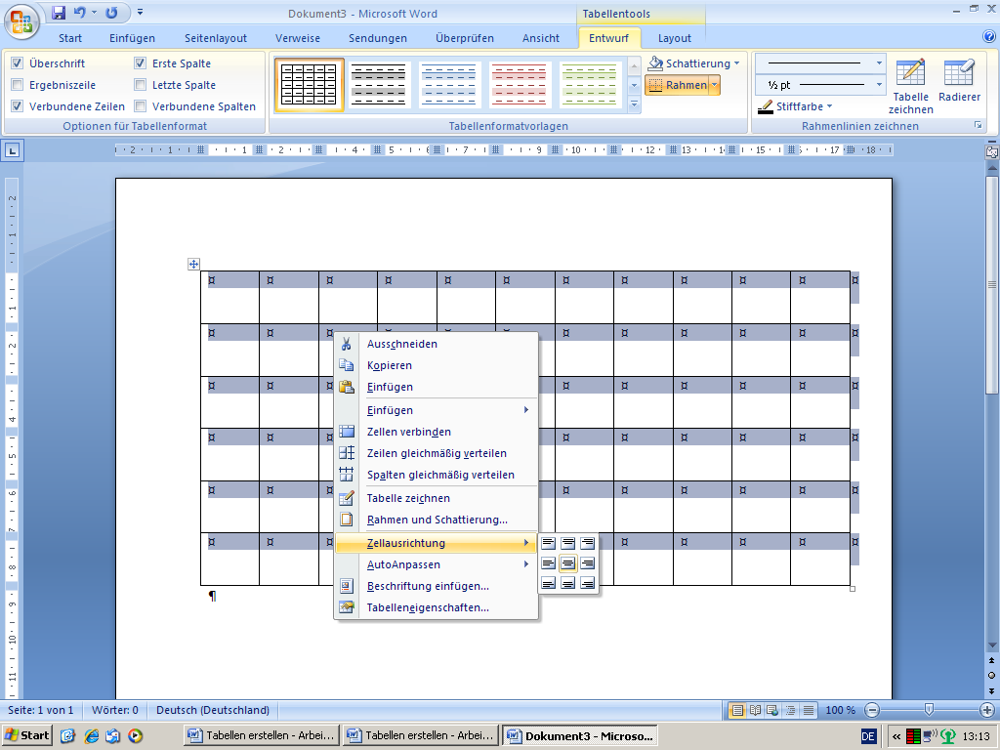 Dokument3 - Microsoft Word
Tabellentools
Start Einfügen Seitenlayout Verweise Sendungen Überprüfen Ansicht Entwurf Layout
Überschrift Erste Spalte
Ergebniszeile Letzte Spalte
Verbundene Zeilen Verbundene Spalten
Optionen für Tabellenformat
Tabellenformatvorlagen
Schattierung
Rahmen
½ pt
Stiftfarbe
Tabelle zeichnen
Radierer
Rahmenlinien zeichnen
Ausschneiden
Kopieren
Einfügen
Einfügen
Zellen verbinden
Zeilen gleichmäßig verteilen
Spalten gleichmäßig verteilen
Tabelle zeichnen
Rahmen und Schattierung...
Zellausrichtung
AutoAnpassen
Beschriftung einfügen...
Tabelleneigenschaften...
¶
Seite: 1 von 1 Wörter: 0 Deutsch (Deutschland) 100 %
Start Tabellen erstellen - Arbei... Tabellen erstellen - Arbei... Dokument3 - Microso... DE « 13:13